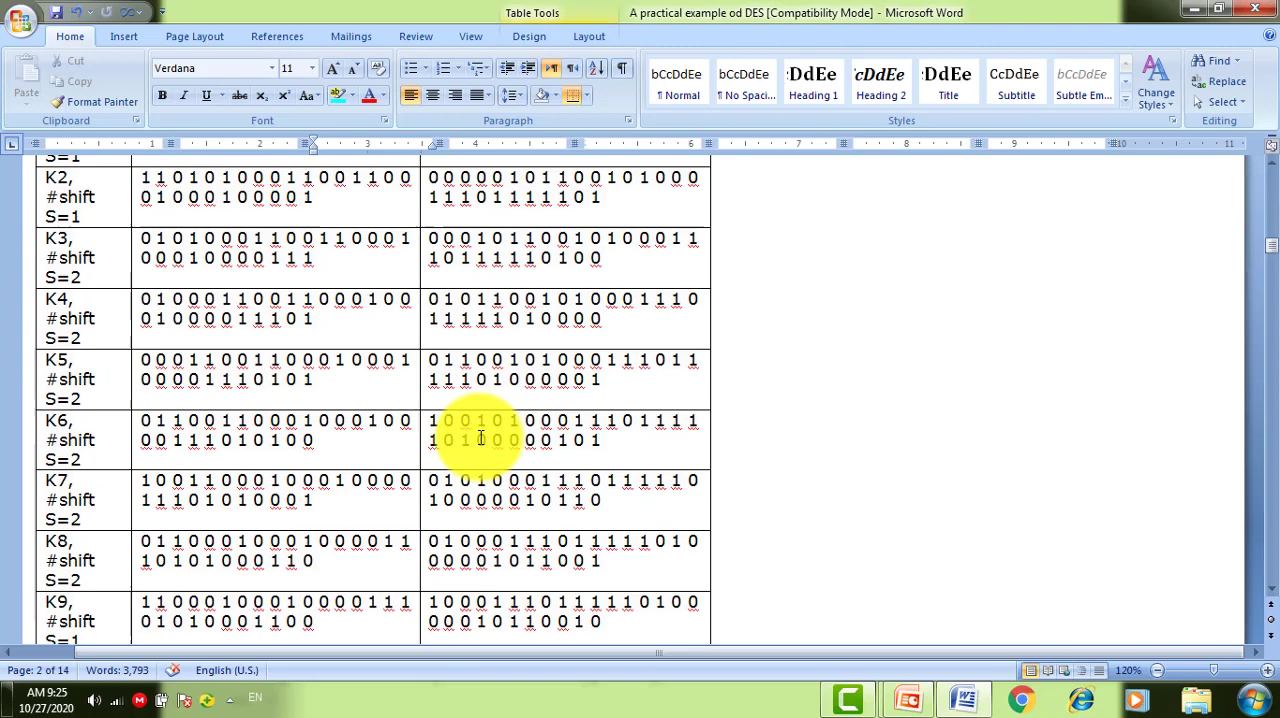 Table Tools
A practical example od DES [Compatibility Mode] - Microsoft Word
Home Insert Page Layout References Mailings Review View Design Layout
Paste
Cut
Copy
Format Painter
Clipboard
Verdana 11
Font
Paragraph
bCcDdEe bCcDdEe :DdEe :cDdEe :DdEe CcDdEe bCcDdEe
¶ Normal ¶ No Spaci... Heading 1 Heading 2 Title Subtitle Subtle Em...
Change Styles
Styles
Find
Replace
Select
Editing
1 2 3 4 5 6 7 8 9 10 11
S=1
K2, 1 1 0 1 0 1 0 0 0 1 1 0 0 1 1 0 0 0 0 0 0 0 1 0 1 1 0 0 1 0 1 0 0 0
#shift 0 1 0 0 0 1 0 0 0 0 1 1 1 1 0 1 1 1 1 1 0 1
S=1
K3, 0 1 0 1 0 0 0 1 1 0 0 1 1 0 0 0 1 0 0 0 1 0 1 1 0 0 1 0 1 0 0 0 1 1
#shift 0 0 0 1 0 0 0 0 1 1 1 1 0 1 1 1 1 1 0 1 0 0
S=2
K4, 0 1 0 0 0 1 1 0 0 1 1 0 0 0 1 0 0 0 1 0 1 1 0 0 1 0 1 0 0 0 1 1 1 0
#shift 0 1 0 0 0 0 1 1 1 0 1 1 1 1 1 1 0 1 0 0 0 0
S=2
K5, 0 0 0 1 1 0 0 1 1 0 0 0 1 0 0 0 1 0 1 1 0 0 1 0 1 0 0 0 1 1 1 0 1 1
#shift 0 0 0 0 1 1 1 0 1 0 1 1 1 1 0 1 0 0 0 0 0 1
S=2
K6, 0 1 1 0 0 1 1 0 0 0 1 0 0 0 1 0 0 1 0 0 1 0 1 0 0 0 1 1 1 0 1 1 1 1
#shift 0 0 1 1 1 0 1 0 1 0 0 1 0 1 0 0 0 0 0 1 0 1
S=2
K7, 1 0 0 1 1 0 0 0 1 0 0 0 1 0 0 0 0 0 1 0 1 0 0 0 1 1 1 0 1 1 1 1 1 0
#shift 1 1 1 0 1 0 1 0 0 0 1 1 0 0 0 0 0 1 0 1 1 0
S=2
K8, 0 1 1 0 0 0 1 0 0 0 1 0 0 0 0 1 1 0 1 0 0 0 1 1 1 0 1 1 1 1 1 0 1 0
#shift 1 0 1 0 1 0 0 0 1 1 0 0 0 0 0 1 0 1 1 0 0 1
S=2
K9, 1 1 0 0 0 1 0 0 0 1 0 0 0 0 1 1 1 1 0 0 0 1 1 1 0 1 1 1 1 1 0 1 0 0
#shift 0 1 0 1 0 0 0 1 1 0 0 0 0 0 1 0 1 1 0 0 1 0
S=1
Page: 2 of 14 Words: 3,793 English (U.S.) 120%
AM 9:25
10/27/2020
EN